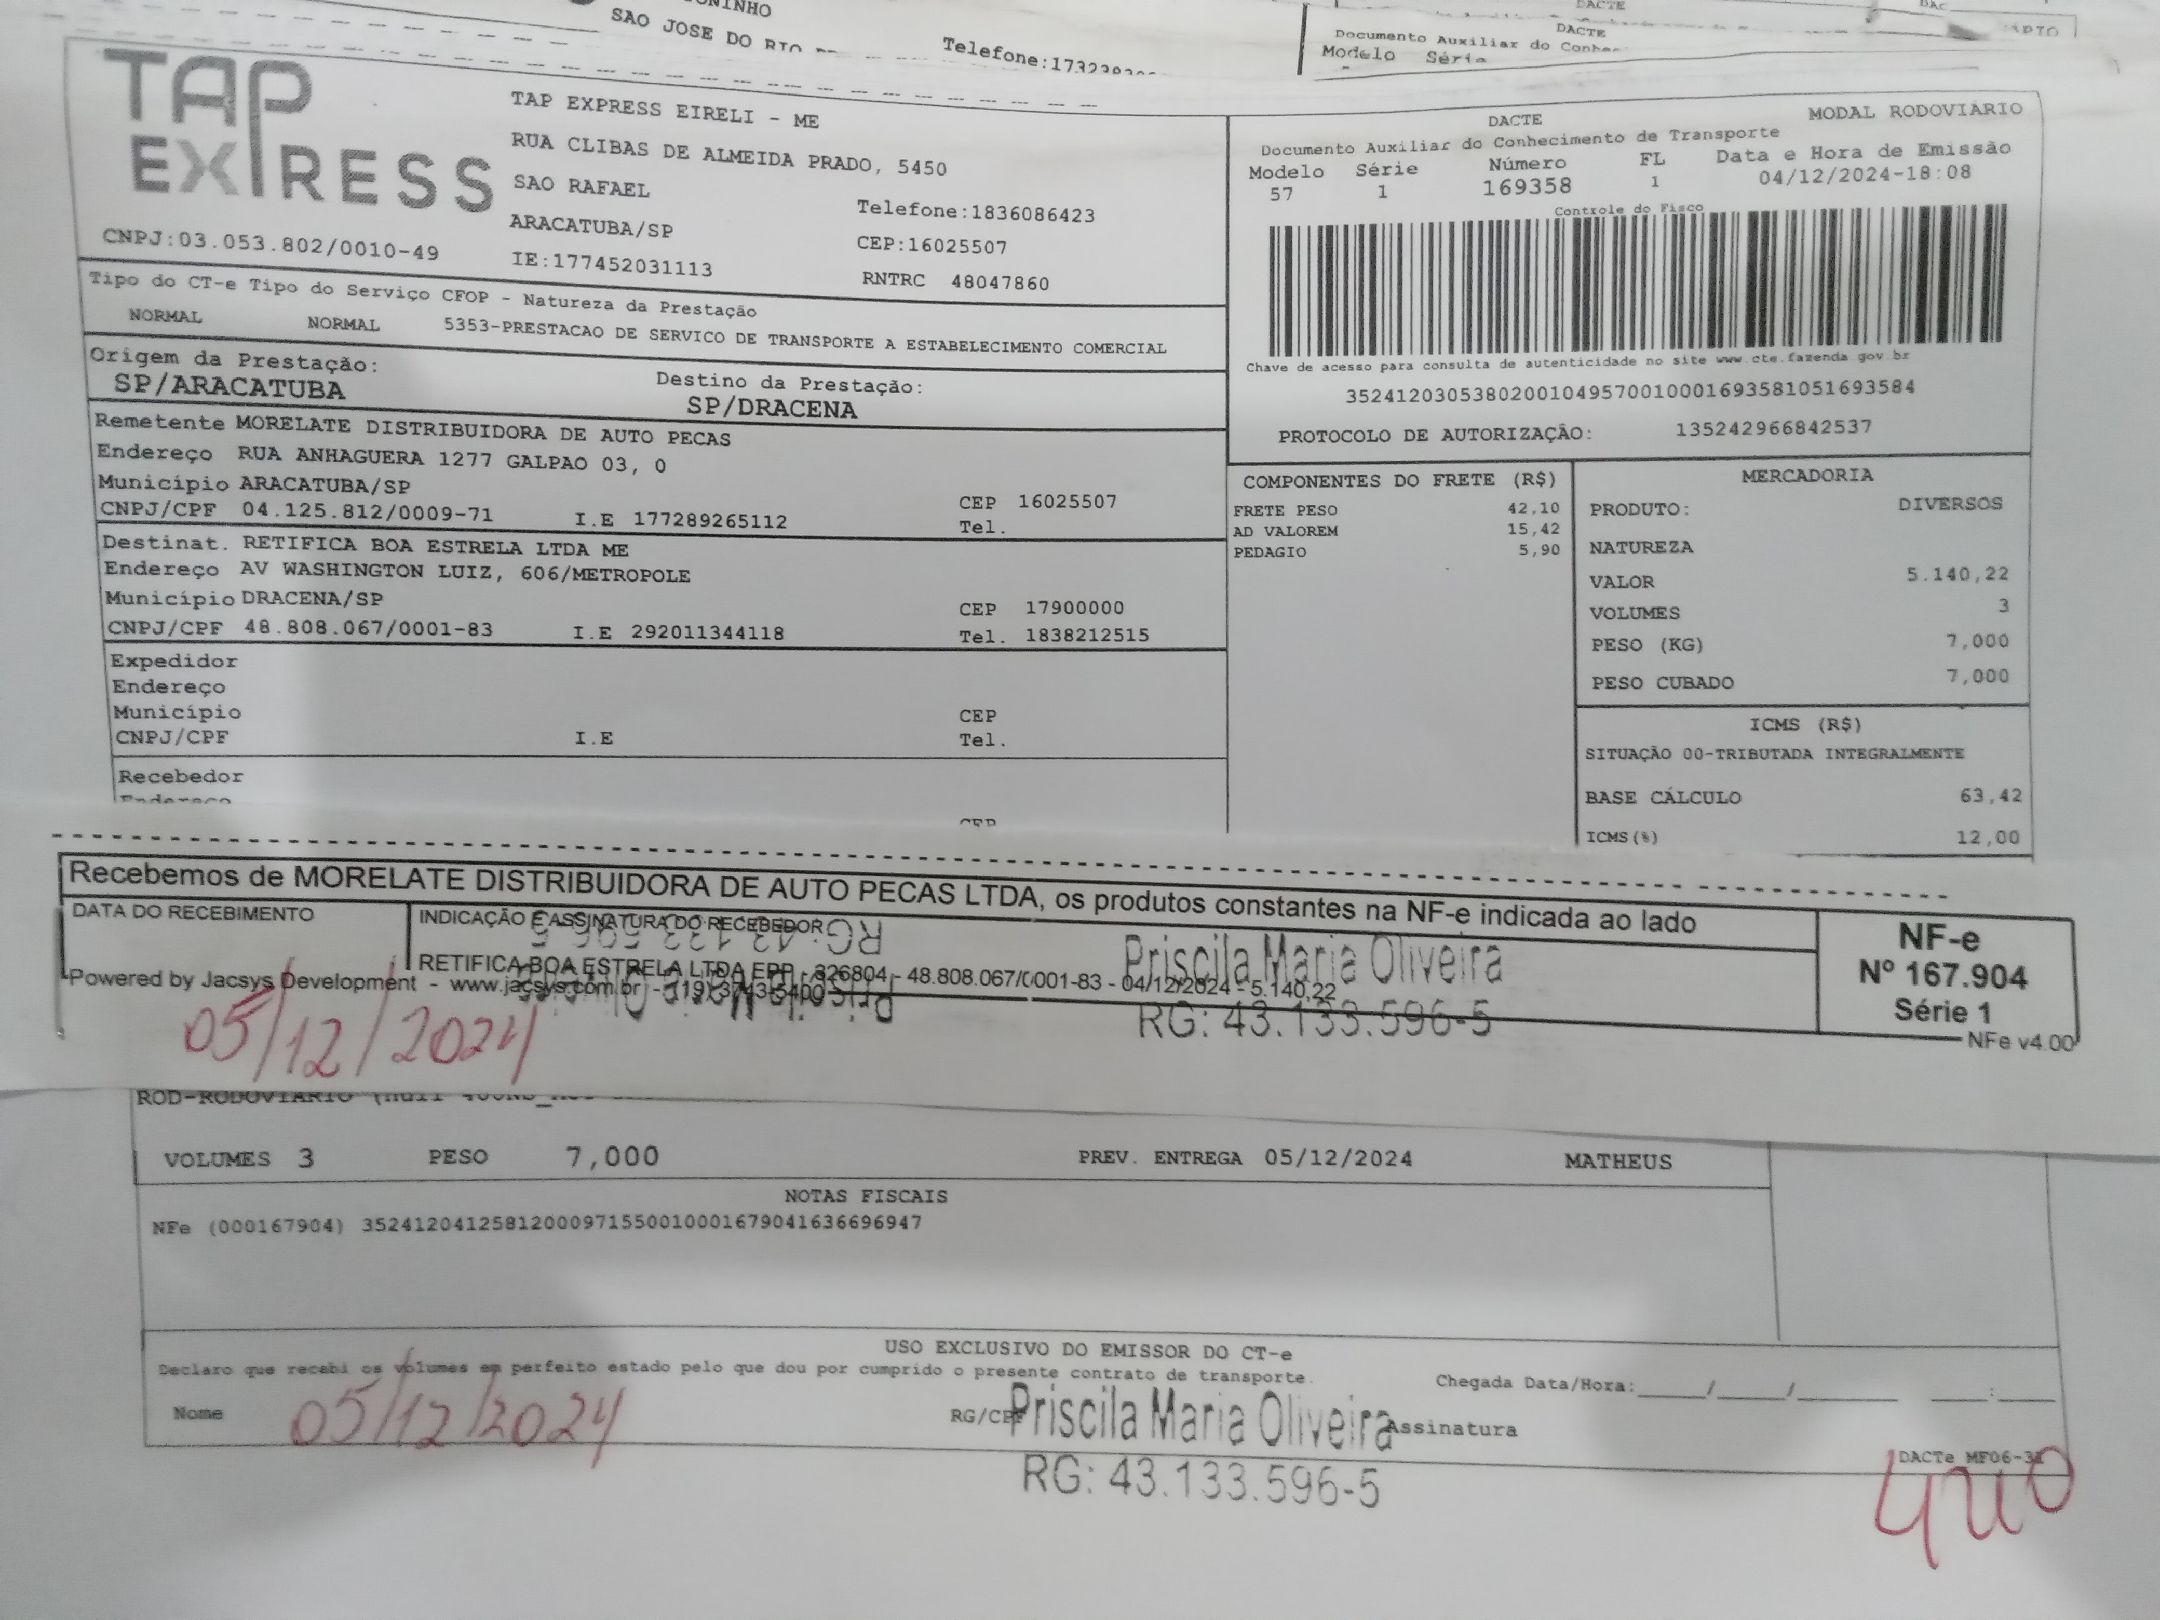 SAO JOSE DO RIO
Telefone:173238
DACTE
DACTE
Documento Auxiliar do Conhe
Modelo Série
TAP
EXPRESS
TAP EXPRESS EIRELI - ME
RUA CLIBAS DE ALMEIDA PRADO, 5450
SAO RAFAEL
ARACATUBA/SP
Telefone:1836086423
CEP:16025507
CNPJ:03.053.802/0010-49
IE:177452031113
RNTRC 48047860
DACTE
MODAL RODOVIÁRIO
Documento Auxiliar do Conhecimento de Transporte
Modelo Série Número FL Data e Hora de Emissão
57 1 169358 1 04/12/2024-18:08
Controle do Fisco
Chave de acesso para consulta de autenticidade no site www.cte.fazenda.gov.br
35241203053802001049570010001693581051693584
PROTOCOLO DE AUTORIZAÇÃO: 135242966842537
Tipo do CT-e Tipo do Serviço CFOP - Natureza da Prestação
NORMAL NORMAL 5353-PRESTACAO DE SERVICO DE TRANSPORTE A ESTABELECIMENTO COMERCIAL
Origem da Prestação:
SP/ARACATUBA
Destino da Prestação:
SP/DRACENA
Remetente MORELATE DISTRIBUIDORA DE AUTO PECAS
Endereço RUA ANHAGUERA 1277 GALPAO 03, 0
Município ARACATUBA/SP
CEP 16025507
CNPJ/CPF 04.125.812/0009-71 I.E 177289265112 Tel.
Destinat. RETIFICA BOA ESTRELA LTDA ME
Endereço AV WASHINGTON LUIZ, 606/METROPOLE
Município DRACENA/SP CEP 17900000
CNPJ/CPF 48.808.067/0001-83 I.E 292011344118 Tel. 1838212515
Expedidor
Endereço
Município CEP
CNPJ/CPF I.E Tel.
Recebedor
Endereço
CEP
COMPONENTES DO FRETE (R$)
FRETE PESO 42,10
AD VALOREM 15,42
PEDAGIO 5,90
MERCADORIA
PRODUTO: DIVERSOS
NATUREZA
VALOR 5.140,22
VOLUMES 3
PESO (KG) 7,000
PESO CUBADO 7,000
ICMS (R$)
SITUAÇÃO 00-TRIBUTADA INTEGRALMENTE
BASE CÁLCULO 63,42
ICMS(%) 12,00
Recebemos de MORELATE DISTRIBUIDORA DE AUTO PECAS LTDA, os produtos constantes na NF-e indicada ao lado
DATA DO RECEBIMENTO
INDICAÇÃO E ASSINATURA DO RECEBEDOR
RETIFICA BOA ESTRELA LTDA EPP - 326804 - 48.808.067/0001-83 - 04/12/2024 - 5.140,22
Powered by Jacsys Development - www.jacsys.com.br - (19) 3743-5400
Priscila Maria Oliveira
RG: 43.133.596-5
NF-e
Nº 167.904
Série 1
NFe v4.00
05/12/2024
VOLUMES 3 PESO 7,000 PREV. ENTREGA 05/12/2024 MATHEUS
NOTAS FISCAIS
NFe (000167904) 35241204125812000971550010001679041636696947
USO EXCLUSIVO DO EMISSOR DO CT-e
Declaro que recebi os volumes em perfeito estado pelo que dou por cumprido o presente contrato de transporte.
Chegada Data/Hora:____/____/______ ___:___
Nome 05/12/2024 RG/CPF Priscila Maria Oliveira Assinatura
RG: 43.133.596-5
DACTe MF06-31